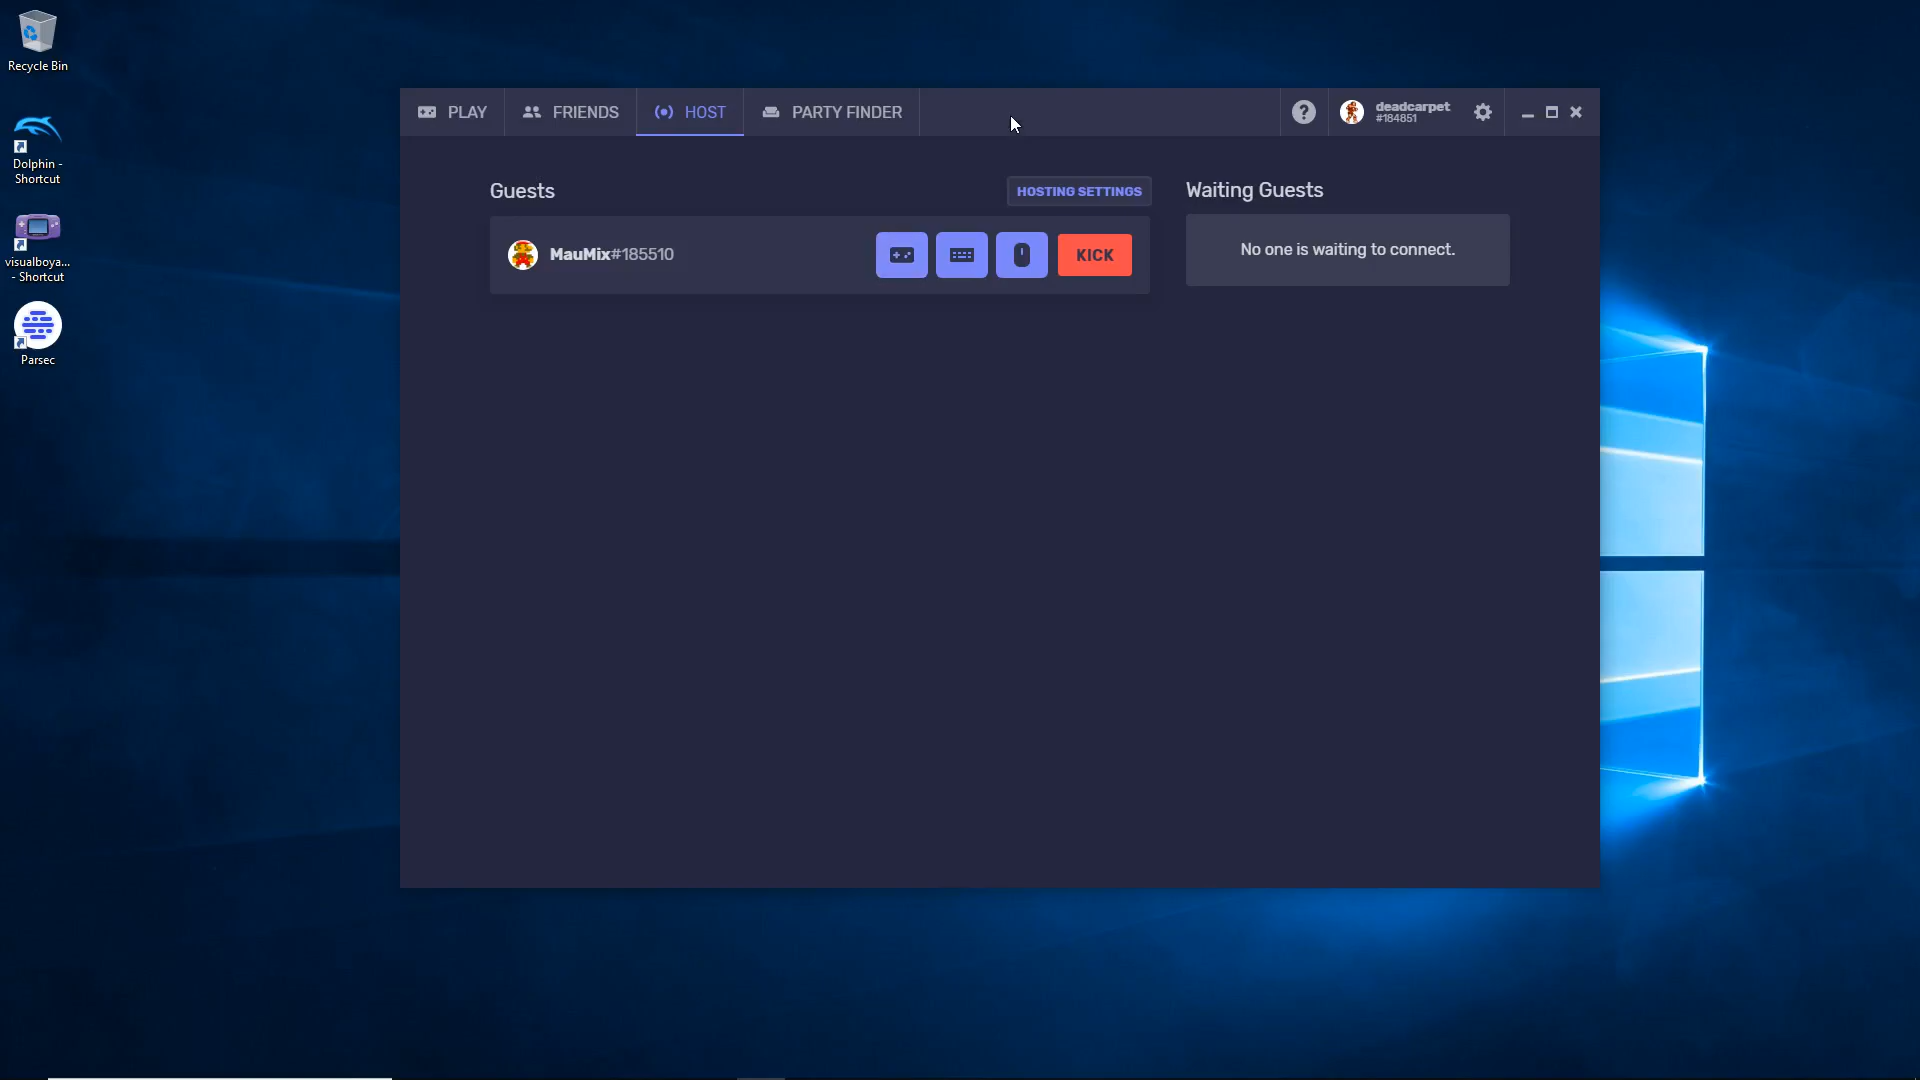 Recycle Bin
Dolphin -
Shortcut
visualboya...
- Shortcut
Parsec
PLAY
FRIENDS
HOST
PARTY FINDER
?
deadcarpet
#184851
Guests
HOSTING SETTINGS
MauMix#185510
KICK
Waiting Guests
No one is waiting to connect.